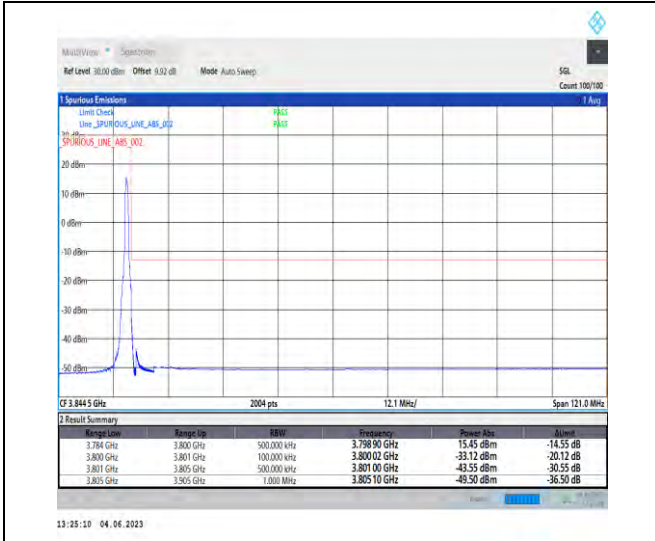 MultiView Spectrum
Ref Level 30.00 dBm Offset 9.92 dB Mode Auto Sweep SGL
Count 100/100
1 Spurious Emissions 1 Avg
Limit Check PASS
Line _SPURIOUS_LINE_ABS_002 PASS
30 dBm
_SPURIOUS_LINE_ABS_002
20 dBm
10 dBm
0 dBm
-10 dBm
-20 dBm
-30 dBm
-40 dBm
-50 dBm
CF 3.844 5 GHz 2004 pts 12.1 MHz/ Span 121.0 MHz
2 Result Summary
Range Low Range Up RBW Frequency Power Abs ΔLimit
3.784 GHz 3.800 GHz 500.000 kHz 3.798 90 GHz 15.45 dBm -14.55 dB
3.800 GHz 3.801 GHz 100.000 kHz 3.800 02 GHz -33.12 dBm -20.12 dB
3.801 GHz 3.805 GHz 500.000 kHz 3.801 00 GHz -43.55 dBm -30.55 dB
3.805 GHz 3.905 GHz 1.000 MHz 3.805 10 GHz -49.50 dBm -36.50 dB
13:25:10 04.06.2023